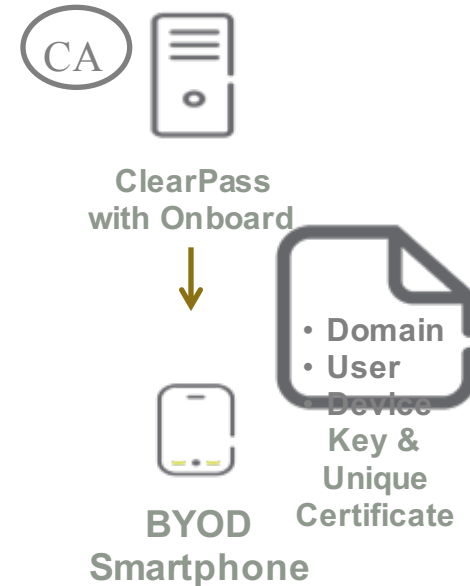 CA
ClearPass
with Onboard
• Domain
• User
• Device
Key &
Unique
Certificate
BYOD
Smartphone